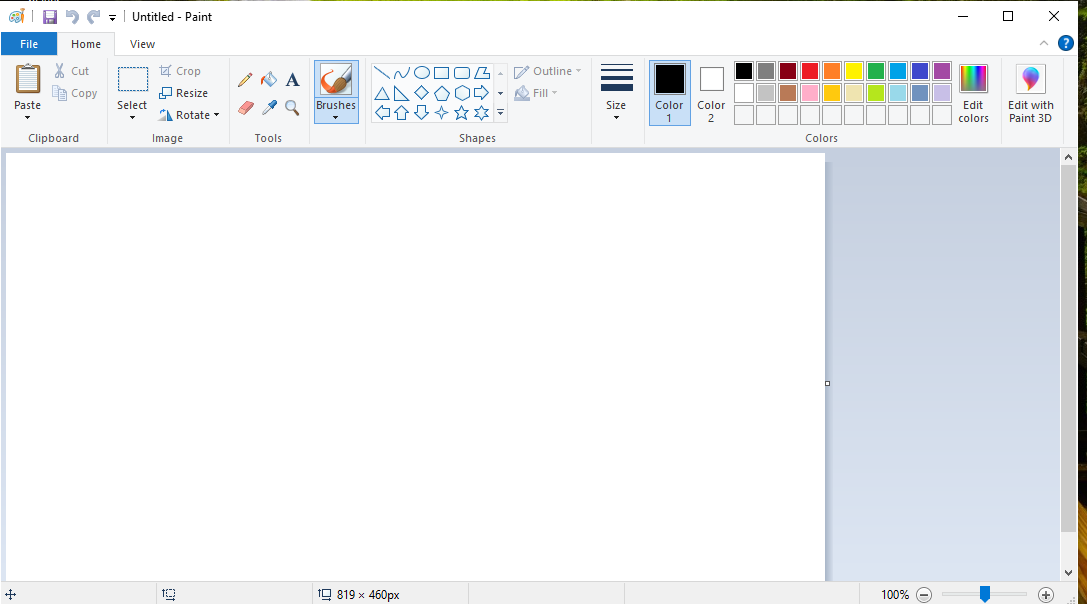 Untitled - Paint
File Home View
Paste
Cut
Copy
Clipboard
Select
Crop
Resize
Rotate
Image
A
Tools
Brushes
Shapes
Outline
Fill
Size
Color
1
Color
2
Edit
colors
Colors
Edit with
Paint 3D
?
819 × 460px
100%